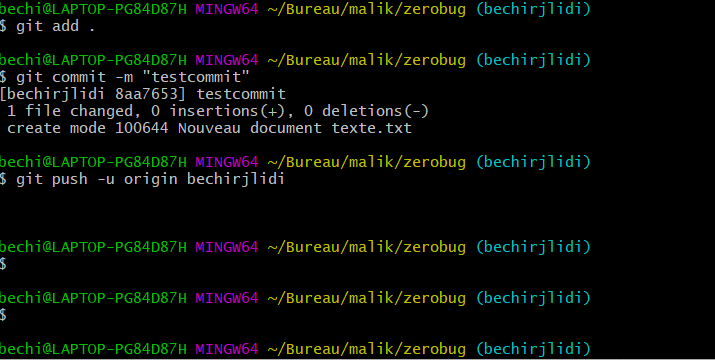 bechi@LAPTOP-PG84D87H MINGW64 ~/Bureau/malik/zerobug (bechirjlidi)
$ git add .
bechi@LAPTOP-PG84D87H MINGW64 ~/Bureau/malik/zerobug (bechirjlidi)
$ git commit -m "testcommit"
[bechirjlidi 8aa7653] testcommit
 1 file changed, 0 insertions(+), 0 deletions(-)
 create mode 100644 Nouveau document texte.txt
bechi@LAPTOP-PG84D87H MINGW64 ~/Bureau/malik/zerobug (bechirjlidi)
$ git push -u origin bechirjlidi
bechi@LAPTOP-PG84D87H MINGW64 ~/Bureau/malik/zerobug (bechirjlidi)
$
bechi@LAPTOP-PG84D87H MINGW64 ~/Bureau/malik/zerobug (bechirjlidi)
$
bechi@LAPTOP-PG84D87H MINGW64 ~/Bureau/malik/zerobug (bechirjlidi)